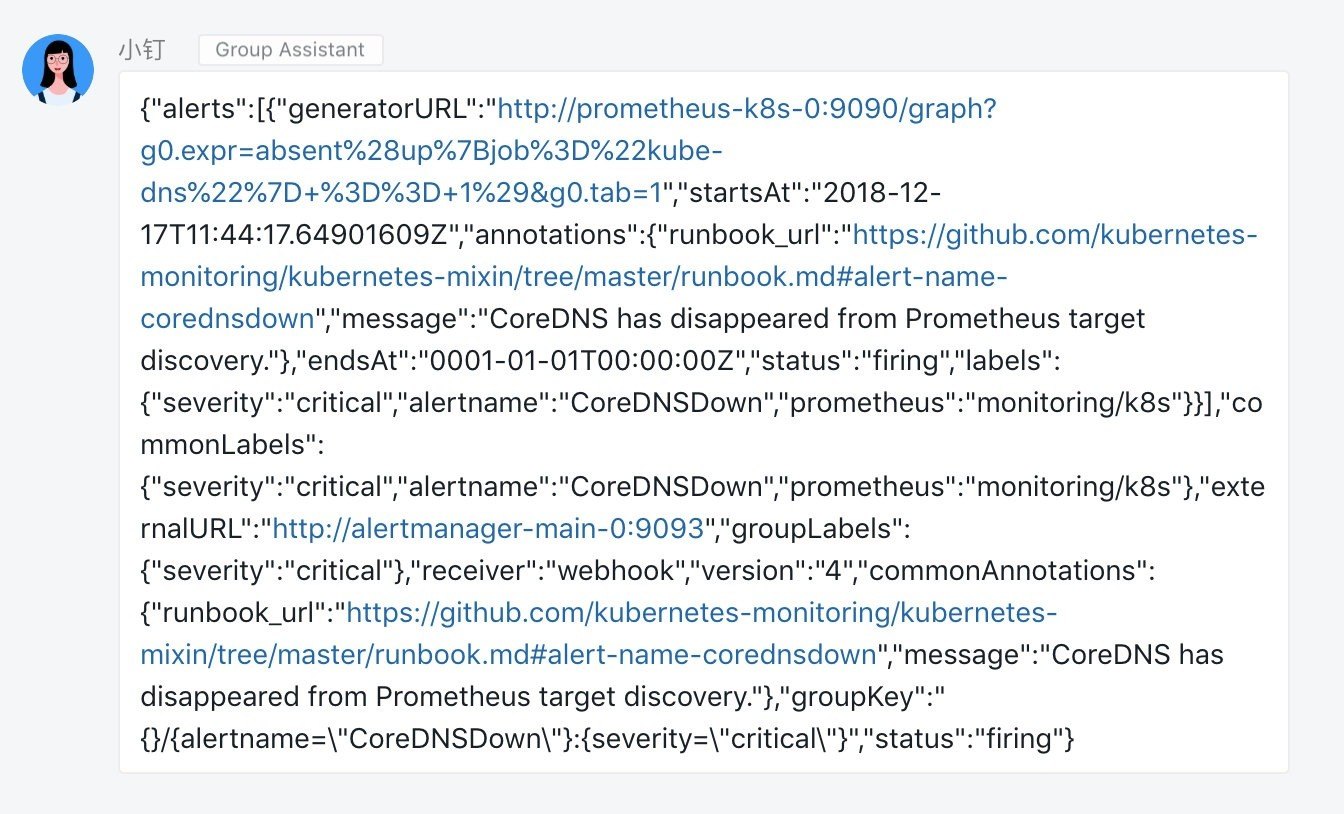 小钉 Group Assistant
{"alerts":[{"generatorURL":"http://prometheus-k8s-0:9090/graph?
g0.expr=absent%28up%7Bjob%3D%22kube-
dns%22%7D+%3D%3D+1%29&g0.tab=1","startsAt":"2018-12-
17T11:44:17.64901609Z","annotations":{"runbook_url":"https://github.com/kubernetes-
monitoring/kubernetes-mixin/tree/master/runbook.md#alert-name-
corednsdown","message":"CoreDNS has disappeared from Prometheus target
discovery."},"endsAt":"0001-01-01T00:00:00Z","status":"firing","labels":
{"severity":"critical","alertname":"CoreDNSDown","prometheus":"monitoring/k8s"}}],"co
mmonLabels":
{"severity":"critical","alertname":"CoreDNSDown","prometheus":"monitoring/k8s"},"exte
rnalURL":"http://alertmanager-main-0:9093","groupLabels":
{"severity":"critical"},"receiver":"webhook","version":"4","commonAnnotations":
{"runbook_url":"https://github.com/kubernetes-monitoring/kubernetes-
mixin/tree/master/runbook.md#alert-name-corednsdown","message":"CoreDNS has
disappeared from Prometheus target discovery."},"groupKey":"
{}/{alertname=\"CoreDNSDown\"}:{severity=\"critical\"}","status":"firing"}